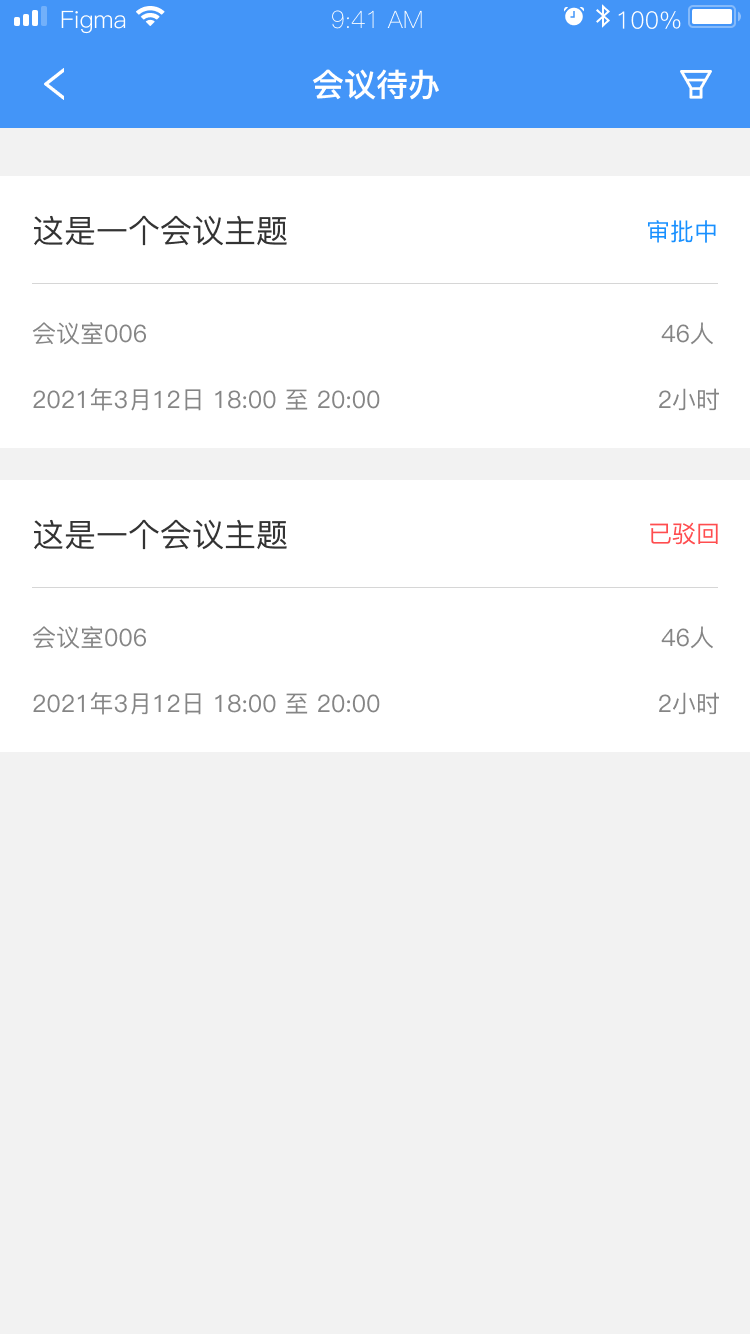 Figma 9:41 AM 100%
会议待办
这是一个会议主题 审批中
会议室006 46人
2021年3月12日 18:00 至 20:00 2小时
这是一个会议主题 已驳回
会议室006 46人
2021年3月12日 18:00 至 20:00 2小时